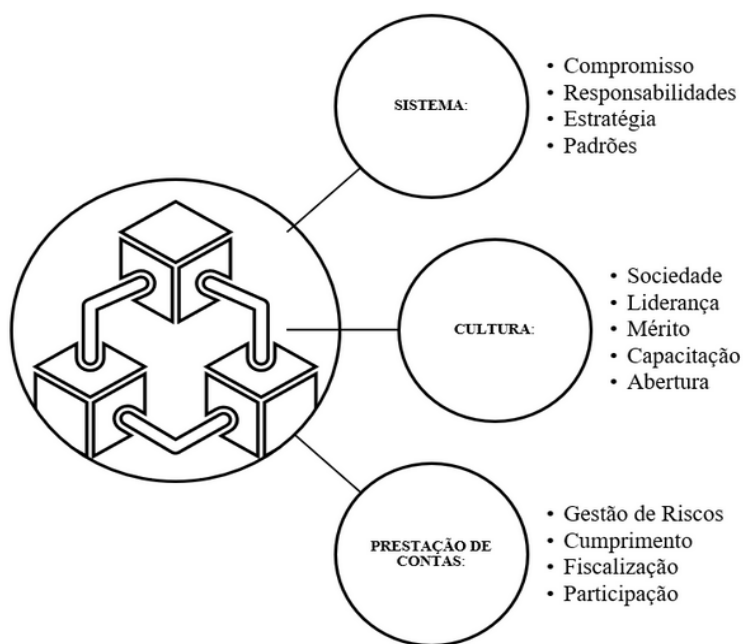 SISTEMA:
• Compromisso
• Responsabilidades
• Estratégia
• Padrões
CULTURA:
• Sociedade
• Liderança
• Mérito
• Capacitação
• Abertura
PRESTAÇÃO DE
CONTAS:
• Gestão de Riscos
• Cumprimento
• Fiscalização
• Participação